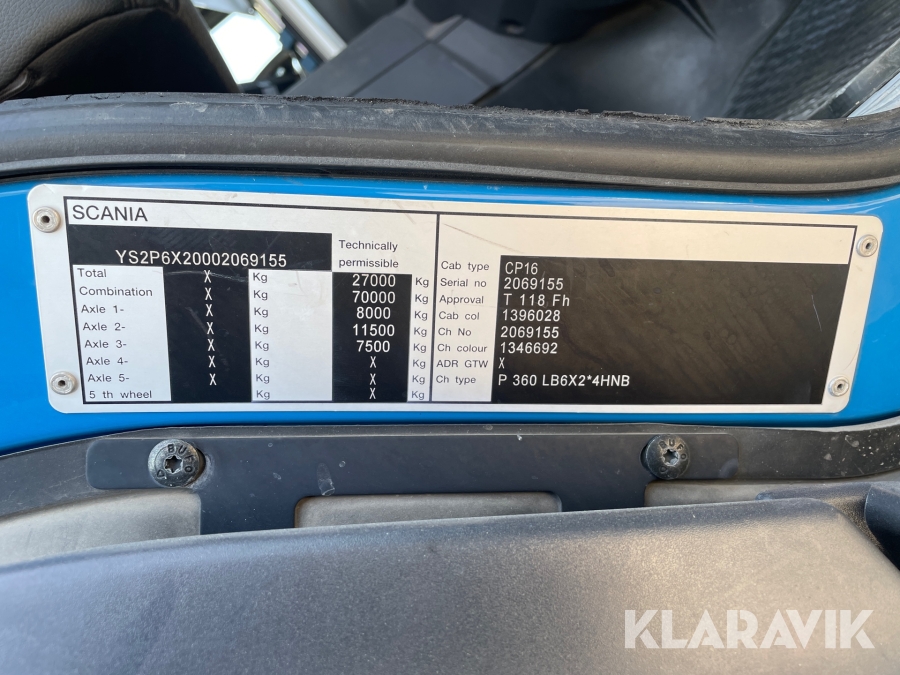 SCANIA
YS2P6X20002069155
Technically
permissible
Total X Kg 27000 Kg
Combination X Kg 70000 Kg
Axle 1- X Kg 8000 Kg
Axle 2- X Kg 11500 Kg
Axle 3- X Kg 7500 Kg
Axle 4- X Kg X Kg
Axle 5- X Kg X Kg
5 th wheel Kg X Kg
Cab type CP16
Serial no 2069155
Approval T 118 Fh
Cab col 1396028
Ch No 2069155
Ch colour 1346692
ADR GTW X
Ch type P 360 LB6X2*4HNB
KLARAVIK